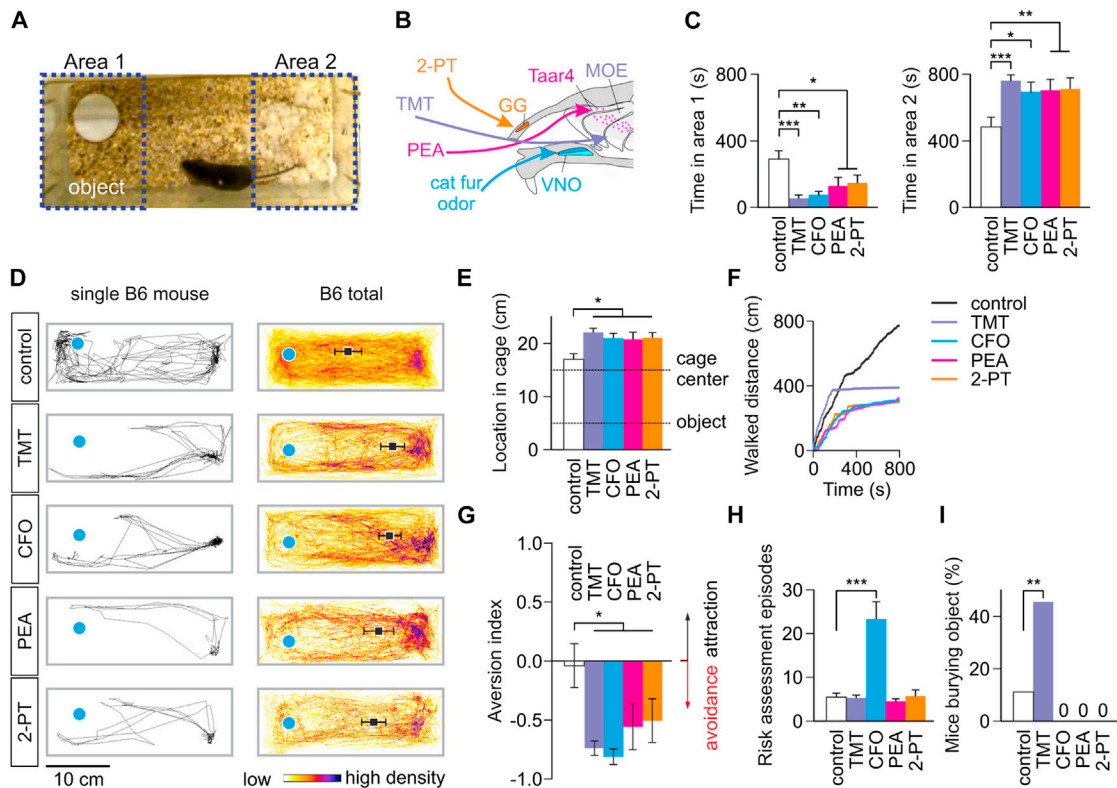 A
Area 1
Area 2
object
B
2-PT
TMT
PEA
cat fur
odor
GG
Taar4
MOE
VNO
C
Time in area 1
(s)
800
400
0
*
**
***
control
TMT
CFO
PEA
2-PT
Time in area 2
(s)
800
400
0
**
*
***
control
TMT
CFO
PEA
2-PT
D
single B6 mouse
B6 total
control
TMT
CFO
PEA
2-PT
10 cm
low
high density
E
Location in cage (cm)
20
10
0
*
cage
center
object
control
TMT
CFO
PEA
2-PT
F
Walked distance (cm)
800
400
0
0
400
800
Time (s)
control
TMT
CFO
PEA
2-PT
G
Aversion index
control
TMT
CFO
PEA
2-PT
1.0
0.5
0.0
-0.5
-1.0
*
avoidance attraction
H
Risk assessment episodes
30
20
10
0
***
control
TMT
CFO
PEA
2-PT
I
Mice burying object (%)
40
20
0
**
0 0 0
control
TMT
CFO
PEA
2-PT